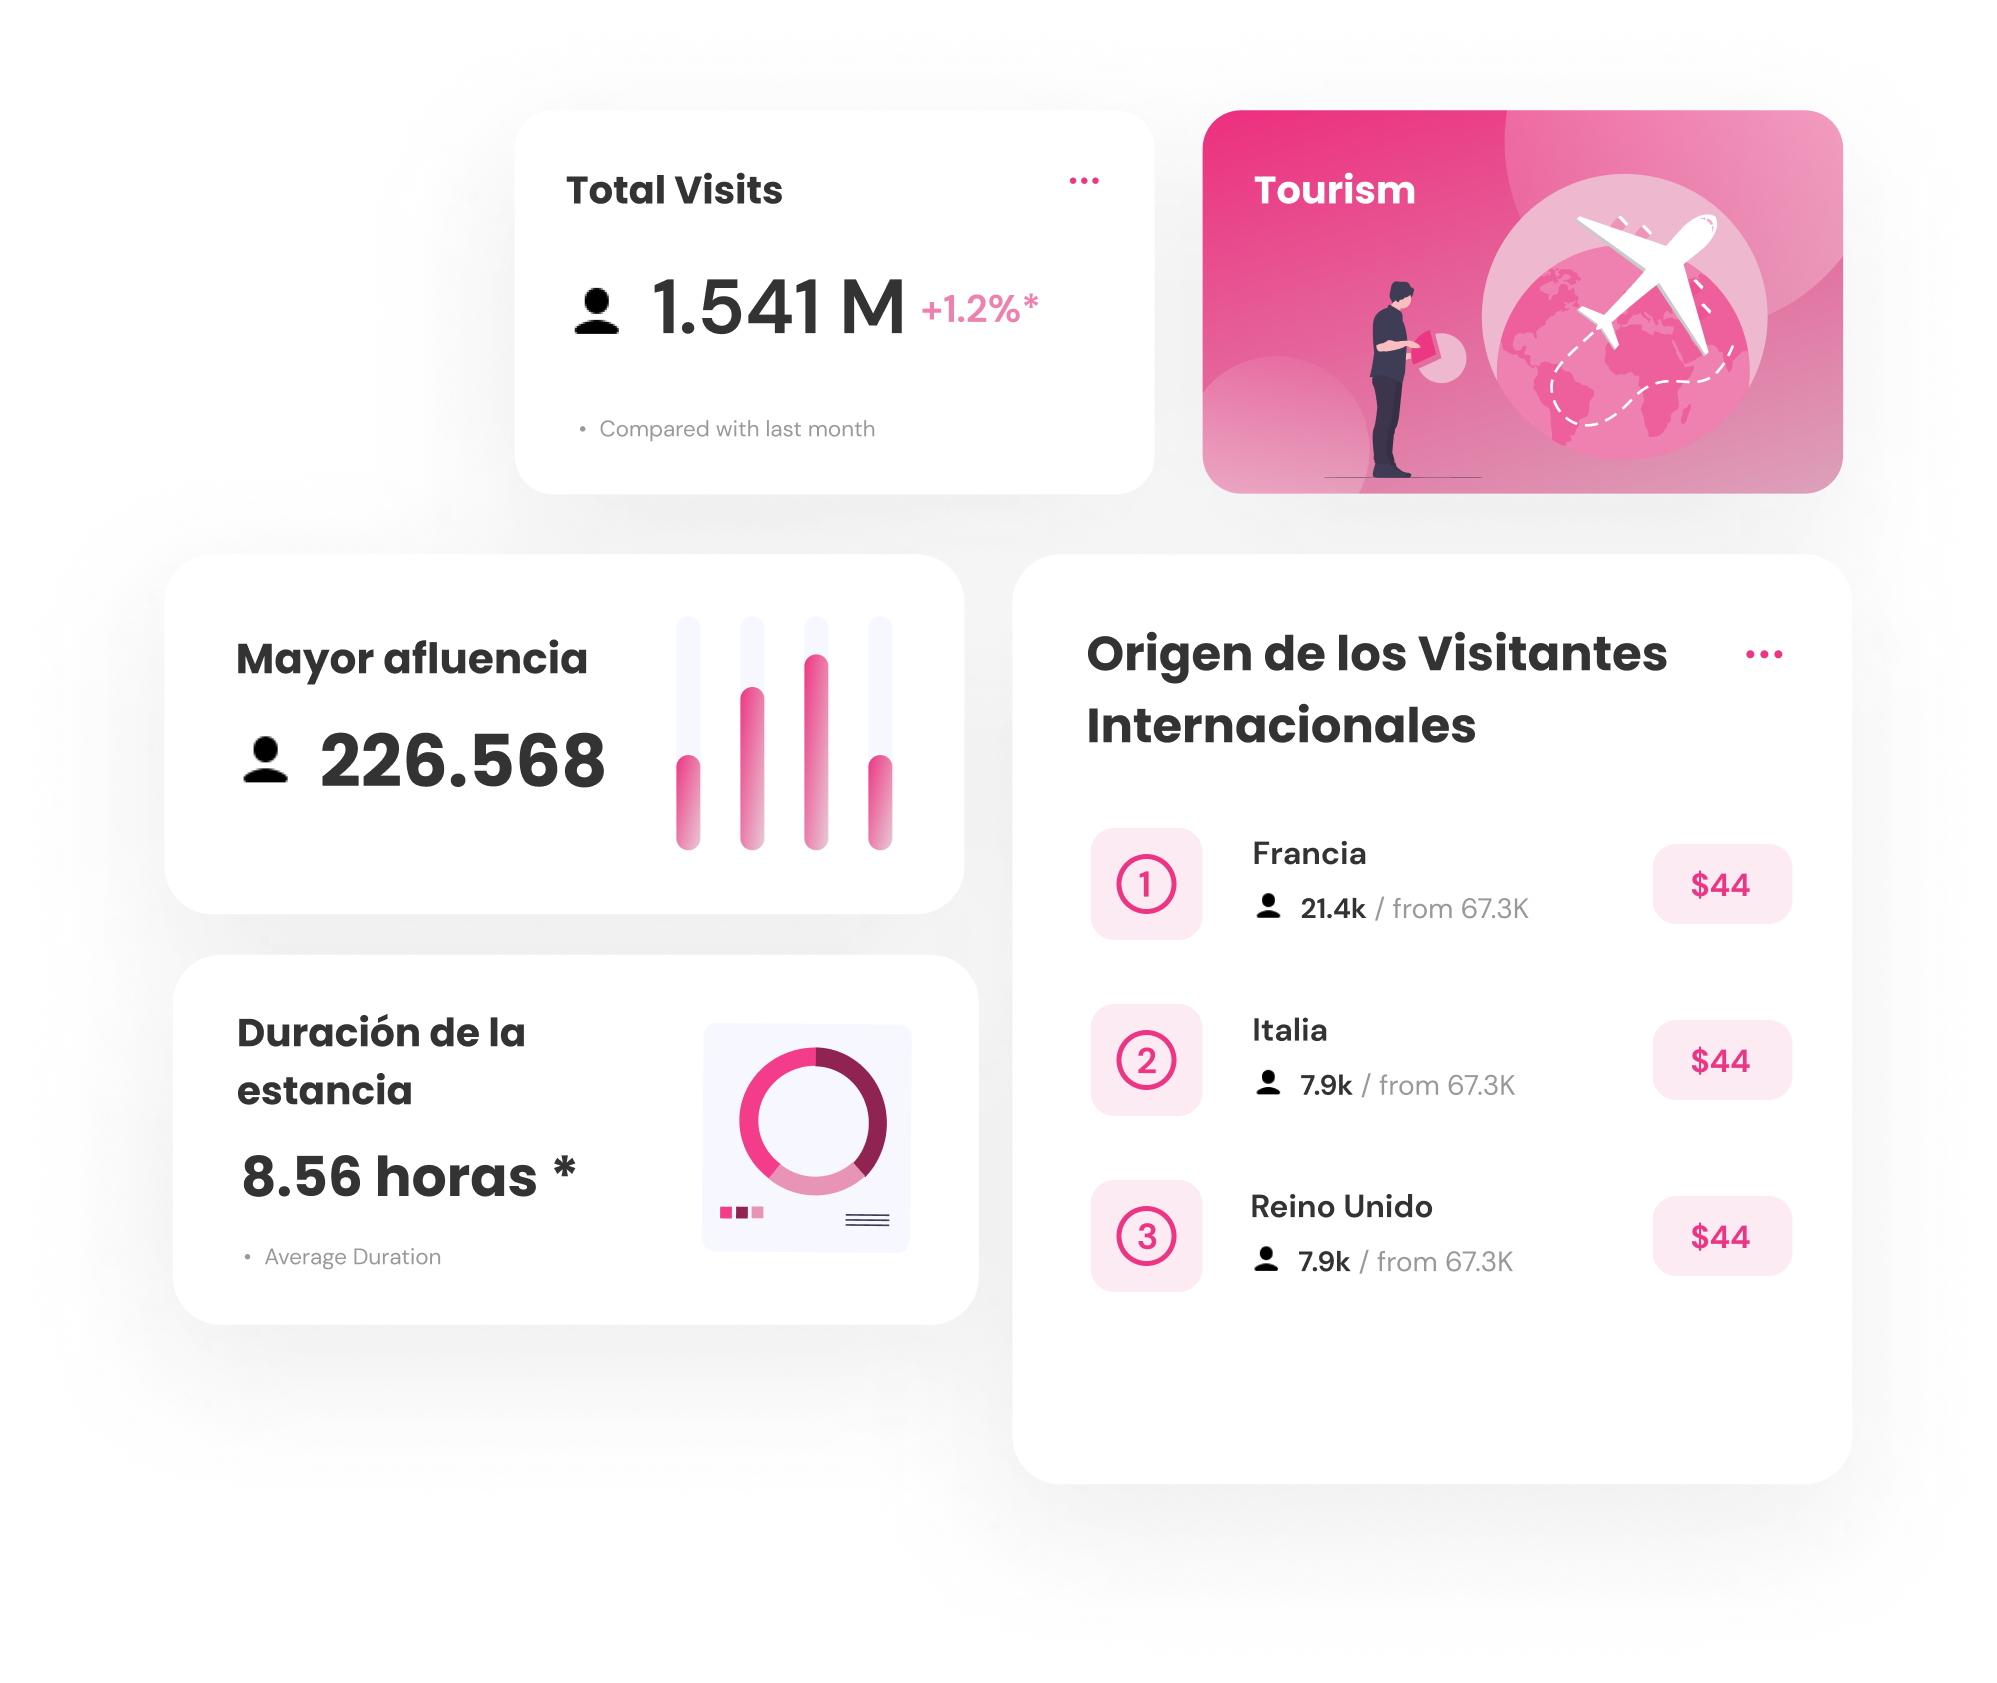 Total Visits
1.541 M +1.2%*
• Compared with last month
Tourism
Mayor afluencia
226.568
Duración de la
estancia
8.56 horas *
• Average Duration
Origen de los Visitantes
Internacionales
1
Francia
21.4k / from 67.3K
$44
2
Italia
7.9k / from 67.3K
$44
3
Reino Unido
7.9k / from 67.3K
$44